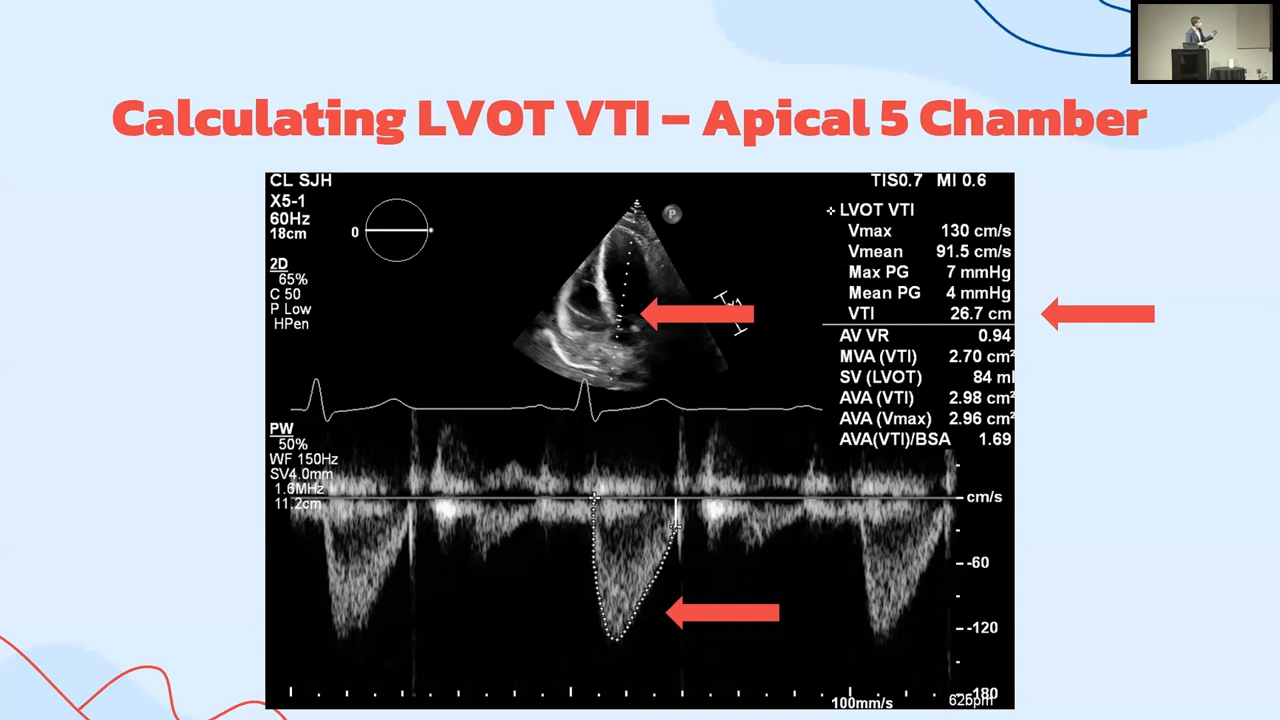 Calculating LVOT VTI – Apical 5 Chamber
CL SJH
TIS0.7 MI 0.6
X5-1
60Hz
18cm
0
P
2D
65%
C 50
P Low
HPen
LVOT VTI
Vmax 130 cm/s
Vmean 91.5 cm/s
Max PG 7 mmHg
Mean PG 4 mmHg
VTI 26.7 cm
AV VR 0.94
MVA (VTI) 2.70 cm²
SV (LVOT) 84 ml
AVA (VTI) 2.98 cm²
AVA (Vmax) 2.96 cm²
AVA(VTI)/BSA 1.69
PW
50%
WF 150Hz
SV4.0mm
1.6MHz
11.2cm
cm/s
-60
-120
-180
100mm/s
62bpm